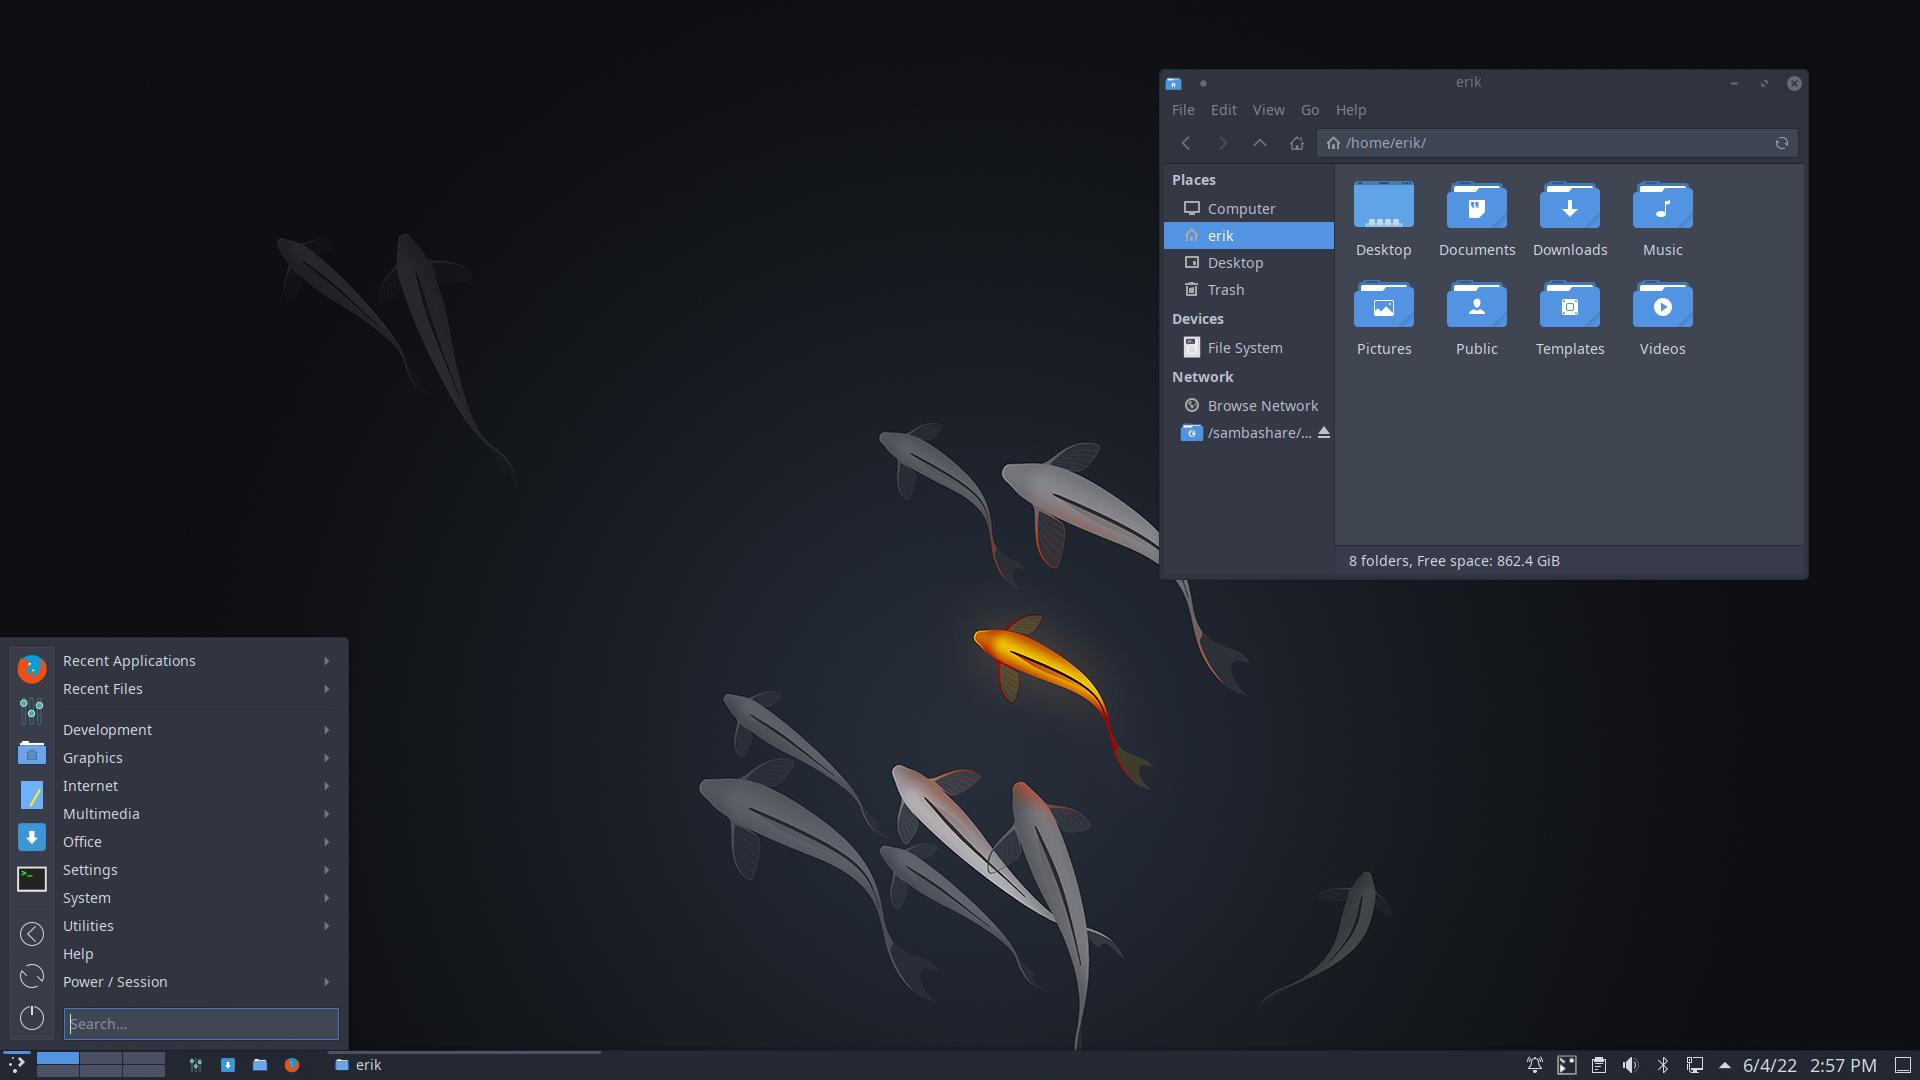 erik
File Edit View Go Help
/home/erik/
Places
Computer
erik
Desktop
Trash
Devices
File System
Network
Browse Network
/sambashare/...
Desktop Documents Downloads Music
Pictures Public Templates Videos
8 folders, Free space: 862.4 GiB
Recent Applications
Recent Files
Development
Graphics
Internet
Multimedia
Office
Settings
System
Utilities
Help
Power / Session
Search...
erik
6/4/22 2:57 PM